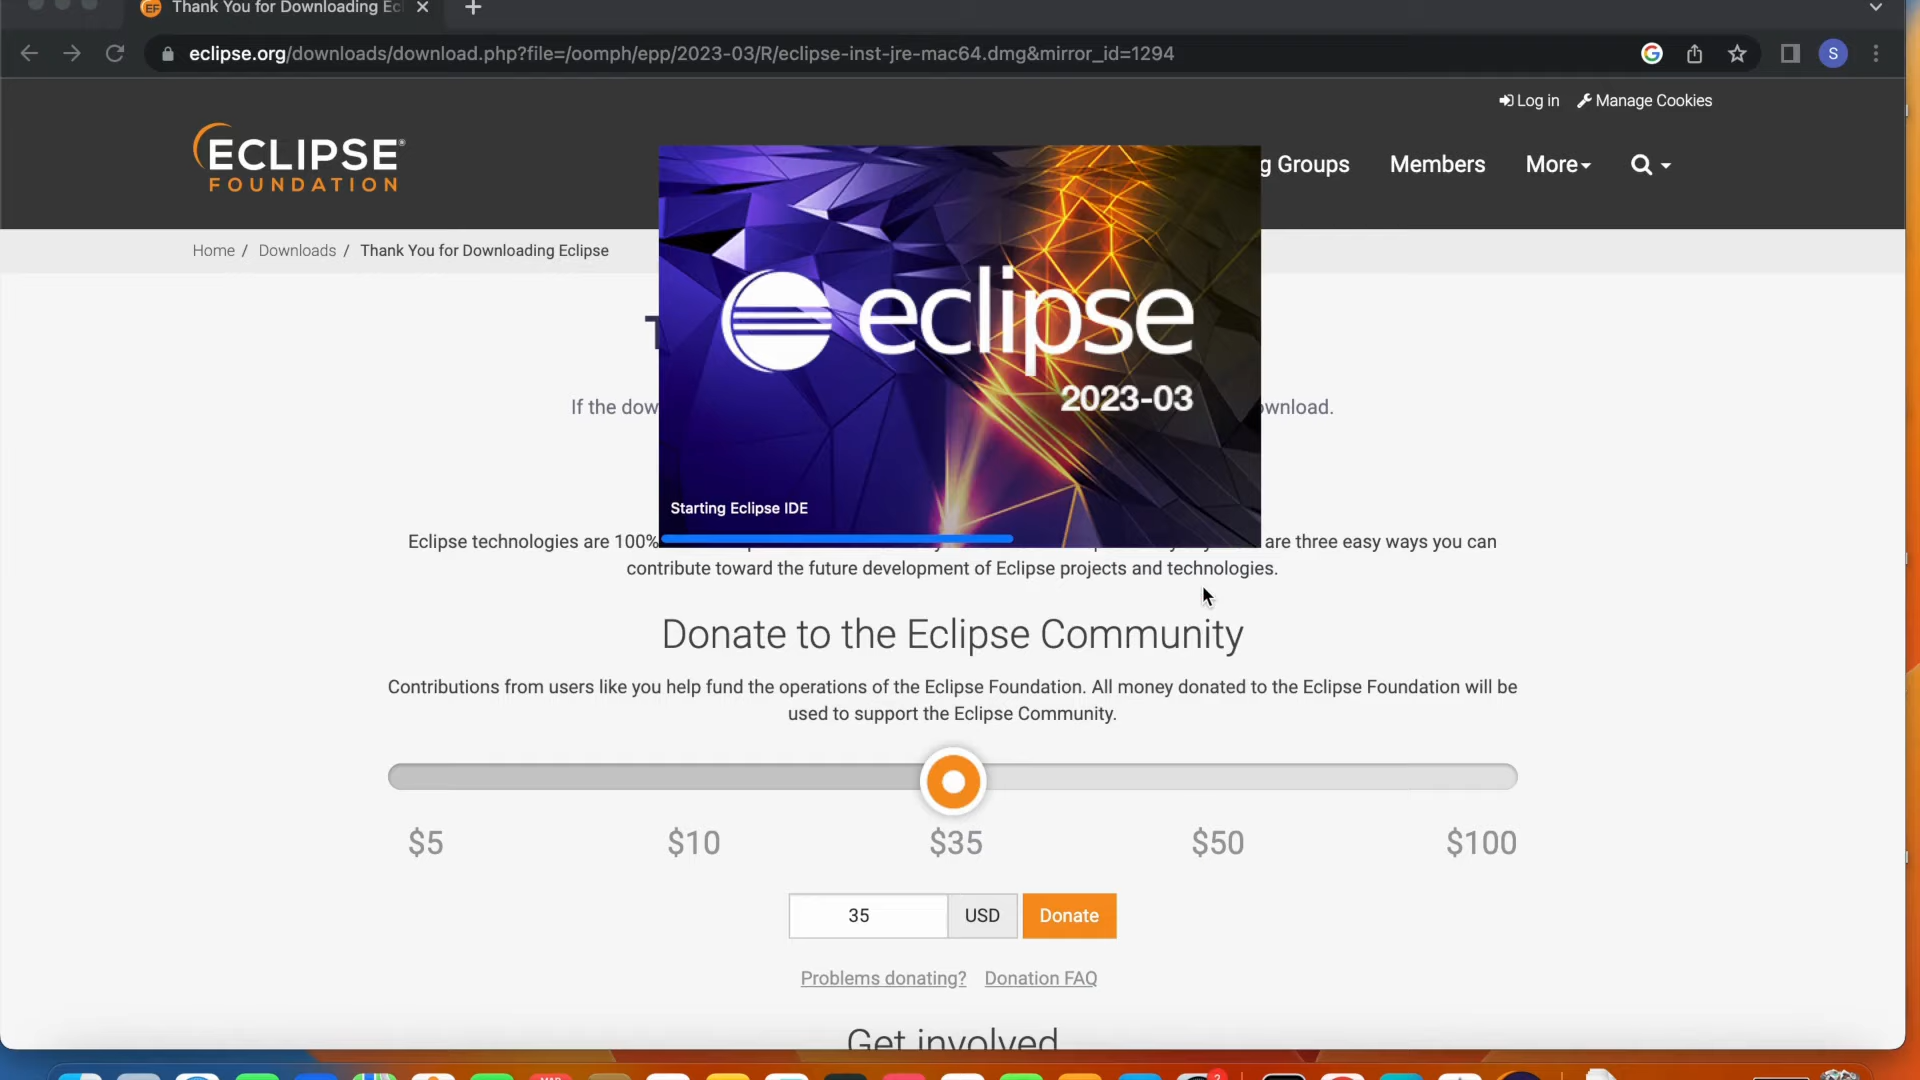 Thank You for Downloading Ec
eclipse.org/downloads/download.php?file=/oomph/epp/2023-03/R/eclipse-inst-jre-mac64.dmg&mirror_id=1294
S
Log in
Manage Cookies
ECLIPSE®
FOUNDATION
g Groups
Members
More
Home / Downloads / Thank You for Downloading Eclipse
eclipse
2023-03
If the dow
wnload.
Starting Eclipse IDE
Eclipse technologies are 100%
are three easy ways you can
contribute toward the future development of Eclipse projects and technologies.
Donate to the Eclipse Community
Contributions from users like you help fund the operations of the Eclipse Foundation. All money donated to the Eclipse Foundation will be
used to support the Eclipse Community.
$5 $10 $35 $50 $100
35 USD Donate
Problems donating? Donation FAQ
Get involved
MAR
2